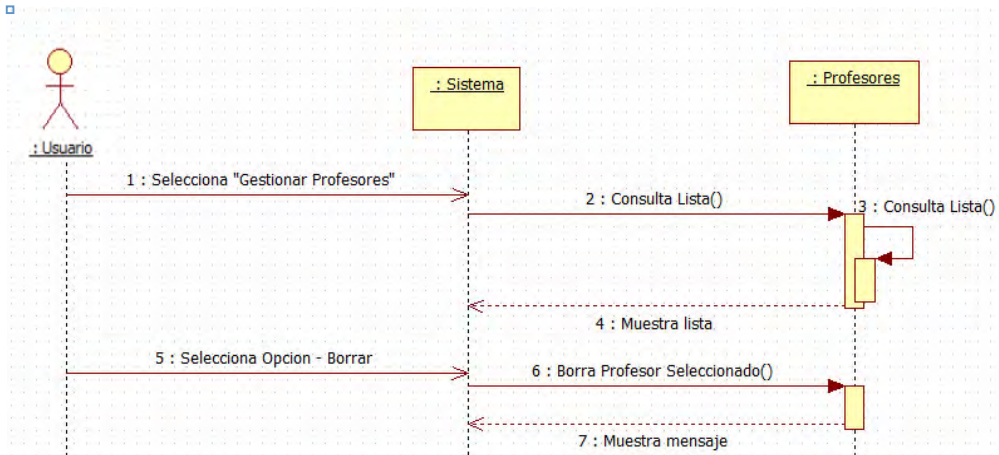 : Usuario
: Sistema
: Profesores
1 : Selecciona "Gestionar Profesores"
2 : Consulta Lista()
3 : Consulta Lista()
4 : Muestra lista
5 : Selecciona Opcion - Borrar
6 : Borra Profesor Seleccionado()
7 : Muestra mensaje